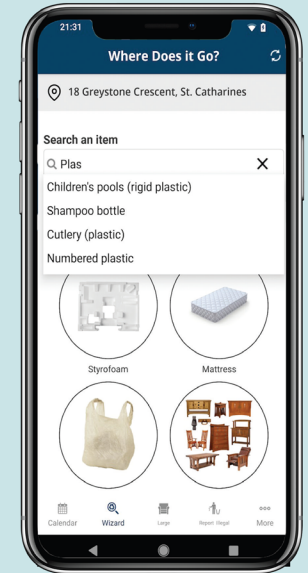 21:31
Where Does it Go?
18 Greystone Crescent, St. Catharines
Search an item
Plas
Children's pools (rigid plastic)
Shampoo bottle
Cutlery (plastic)
Numbered plastic
Styrofoam
Mattress
Calendar
Wizard
Large
Report Illegal
More